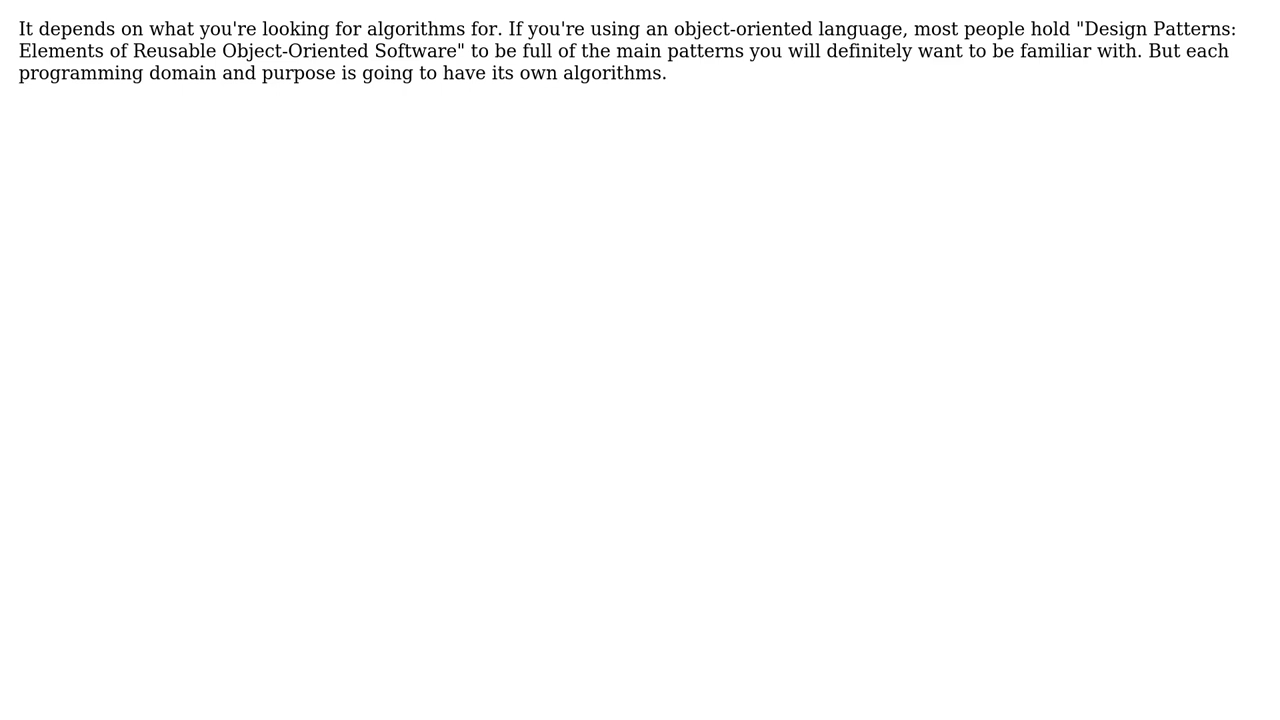 It depends on what you're looking for algorithms for. If you're using an object-oriented language, most people hold "Design Patterns:
Elements of Reusable Object-Oriented Software" to be full of the main patterns you will definitely want to be familiar with. But each
programming domain and purpose is going to have its own algorithms.